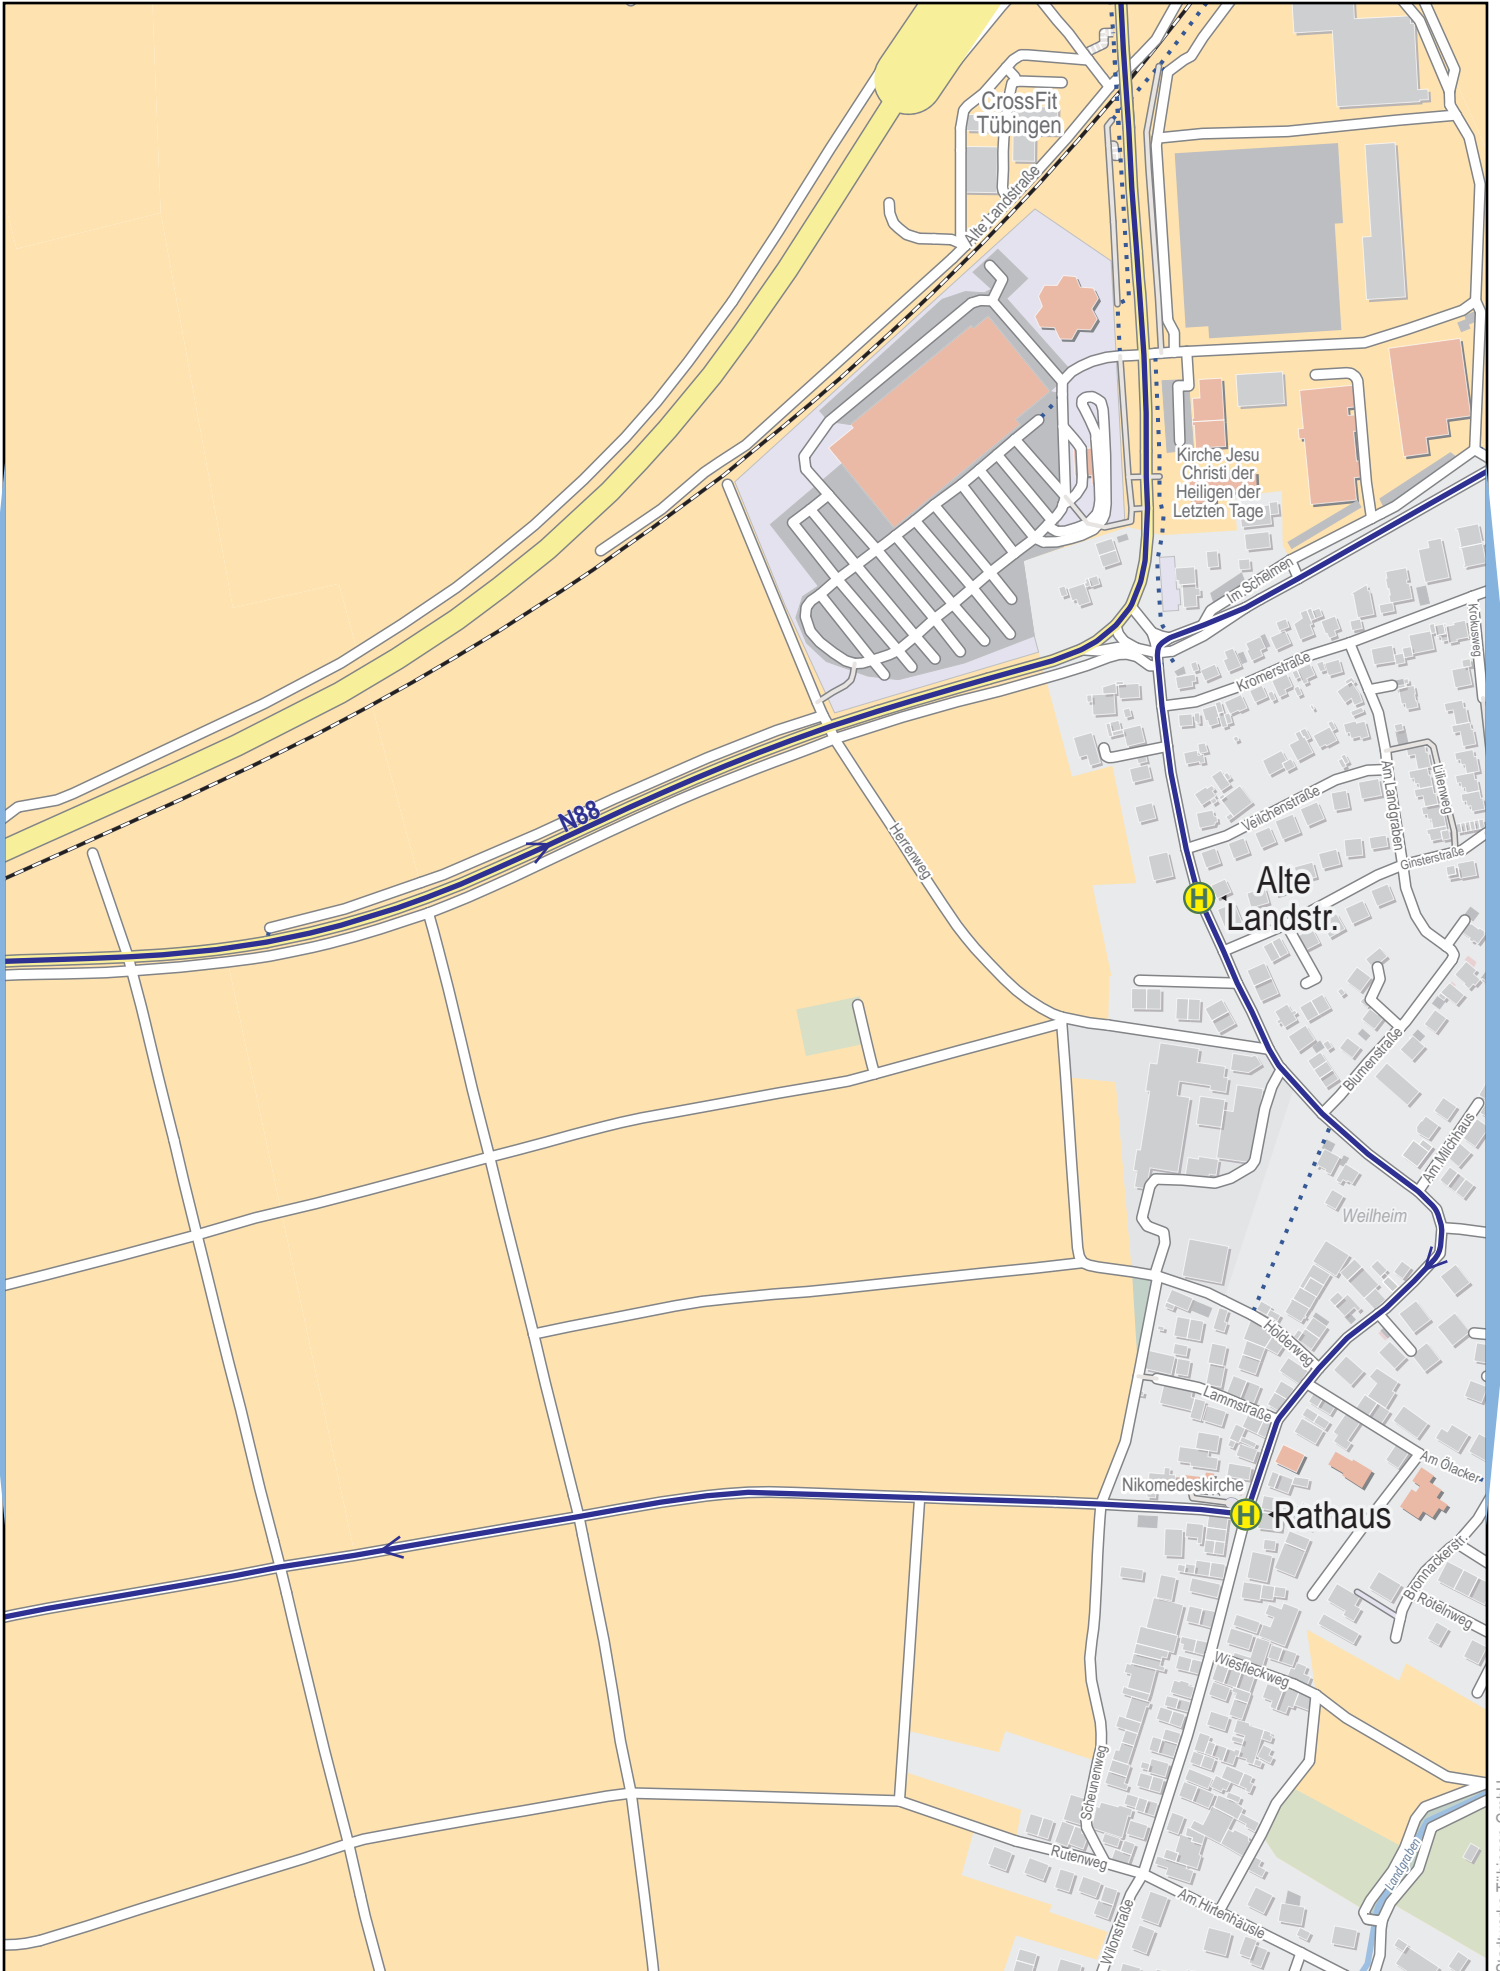 CrossFit
Tübingen
Alte Landstraße
Kirche Jesu
Christi der
Heiligen der
Letzten Tage
Im Schelmen
Krokusweg
Kromerstraße
Am Landgraben
Lilienweg
Veilchenstraße
N88
Herrenweg
Ginsterstraße
H
Alte
Landstr.
Blumenstraße
Am Milchhaus
Weilheim
Hölderweg
Lammstraße
Am Ölacker
Nikomedeskirche
H
Rathaus
Bronnackerstr.
Rötelnweg
Wiesfleckweg
Scheunenweg
Rutenweg
Landgraben
Am Hirtenhäusle
Wilonstraße